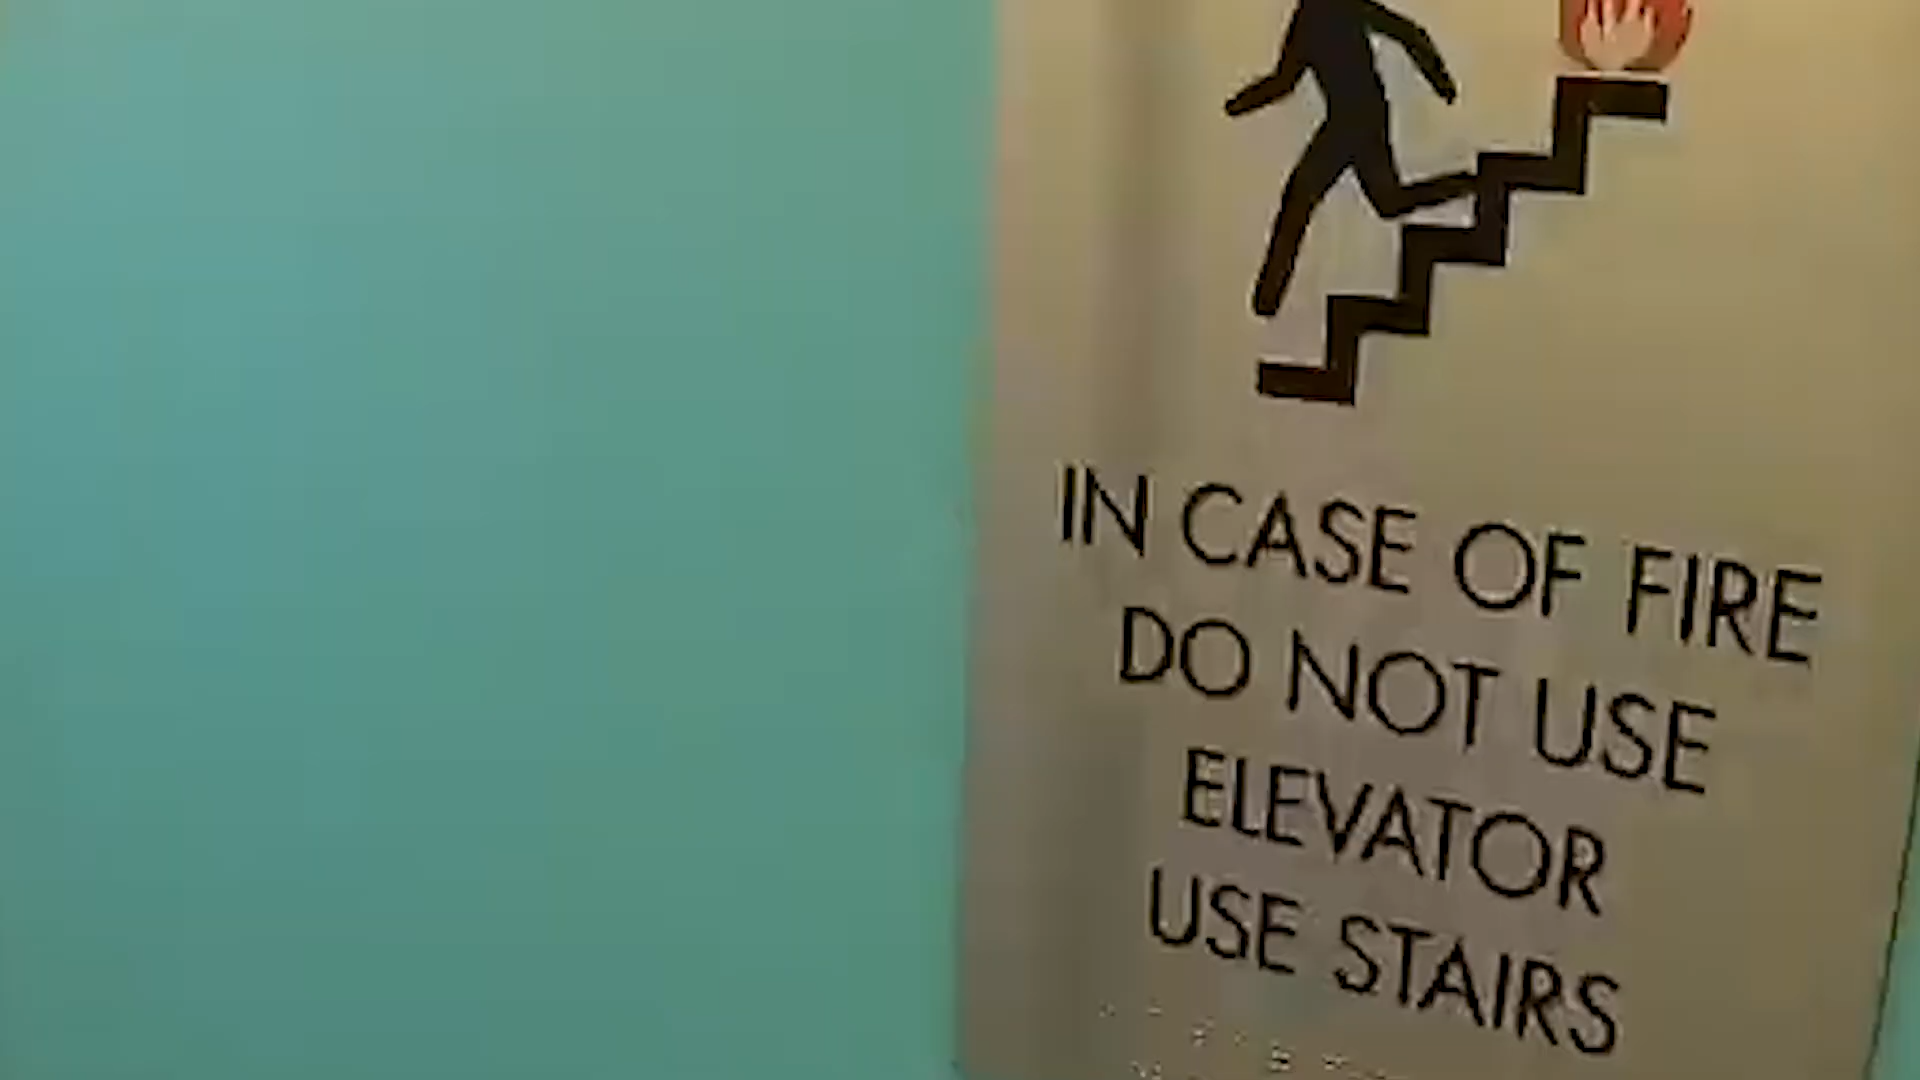 IN CASE OF FIRE
DO NOT USE
ELEVATOR
USE STAIRS